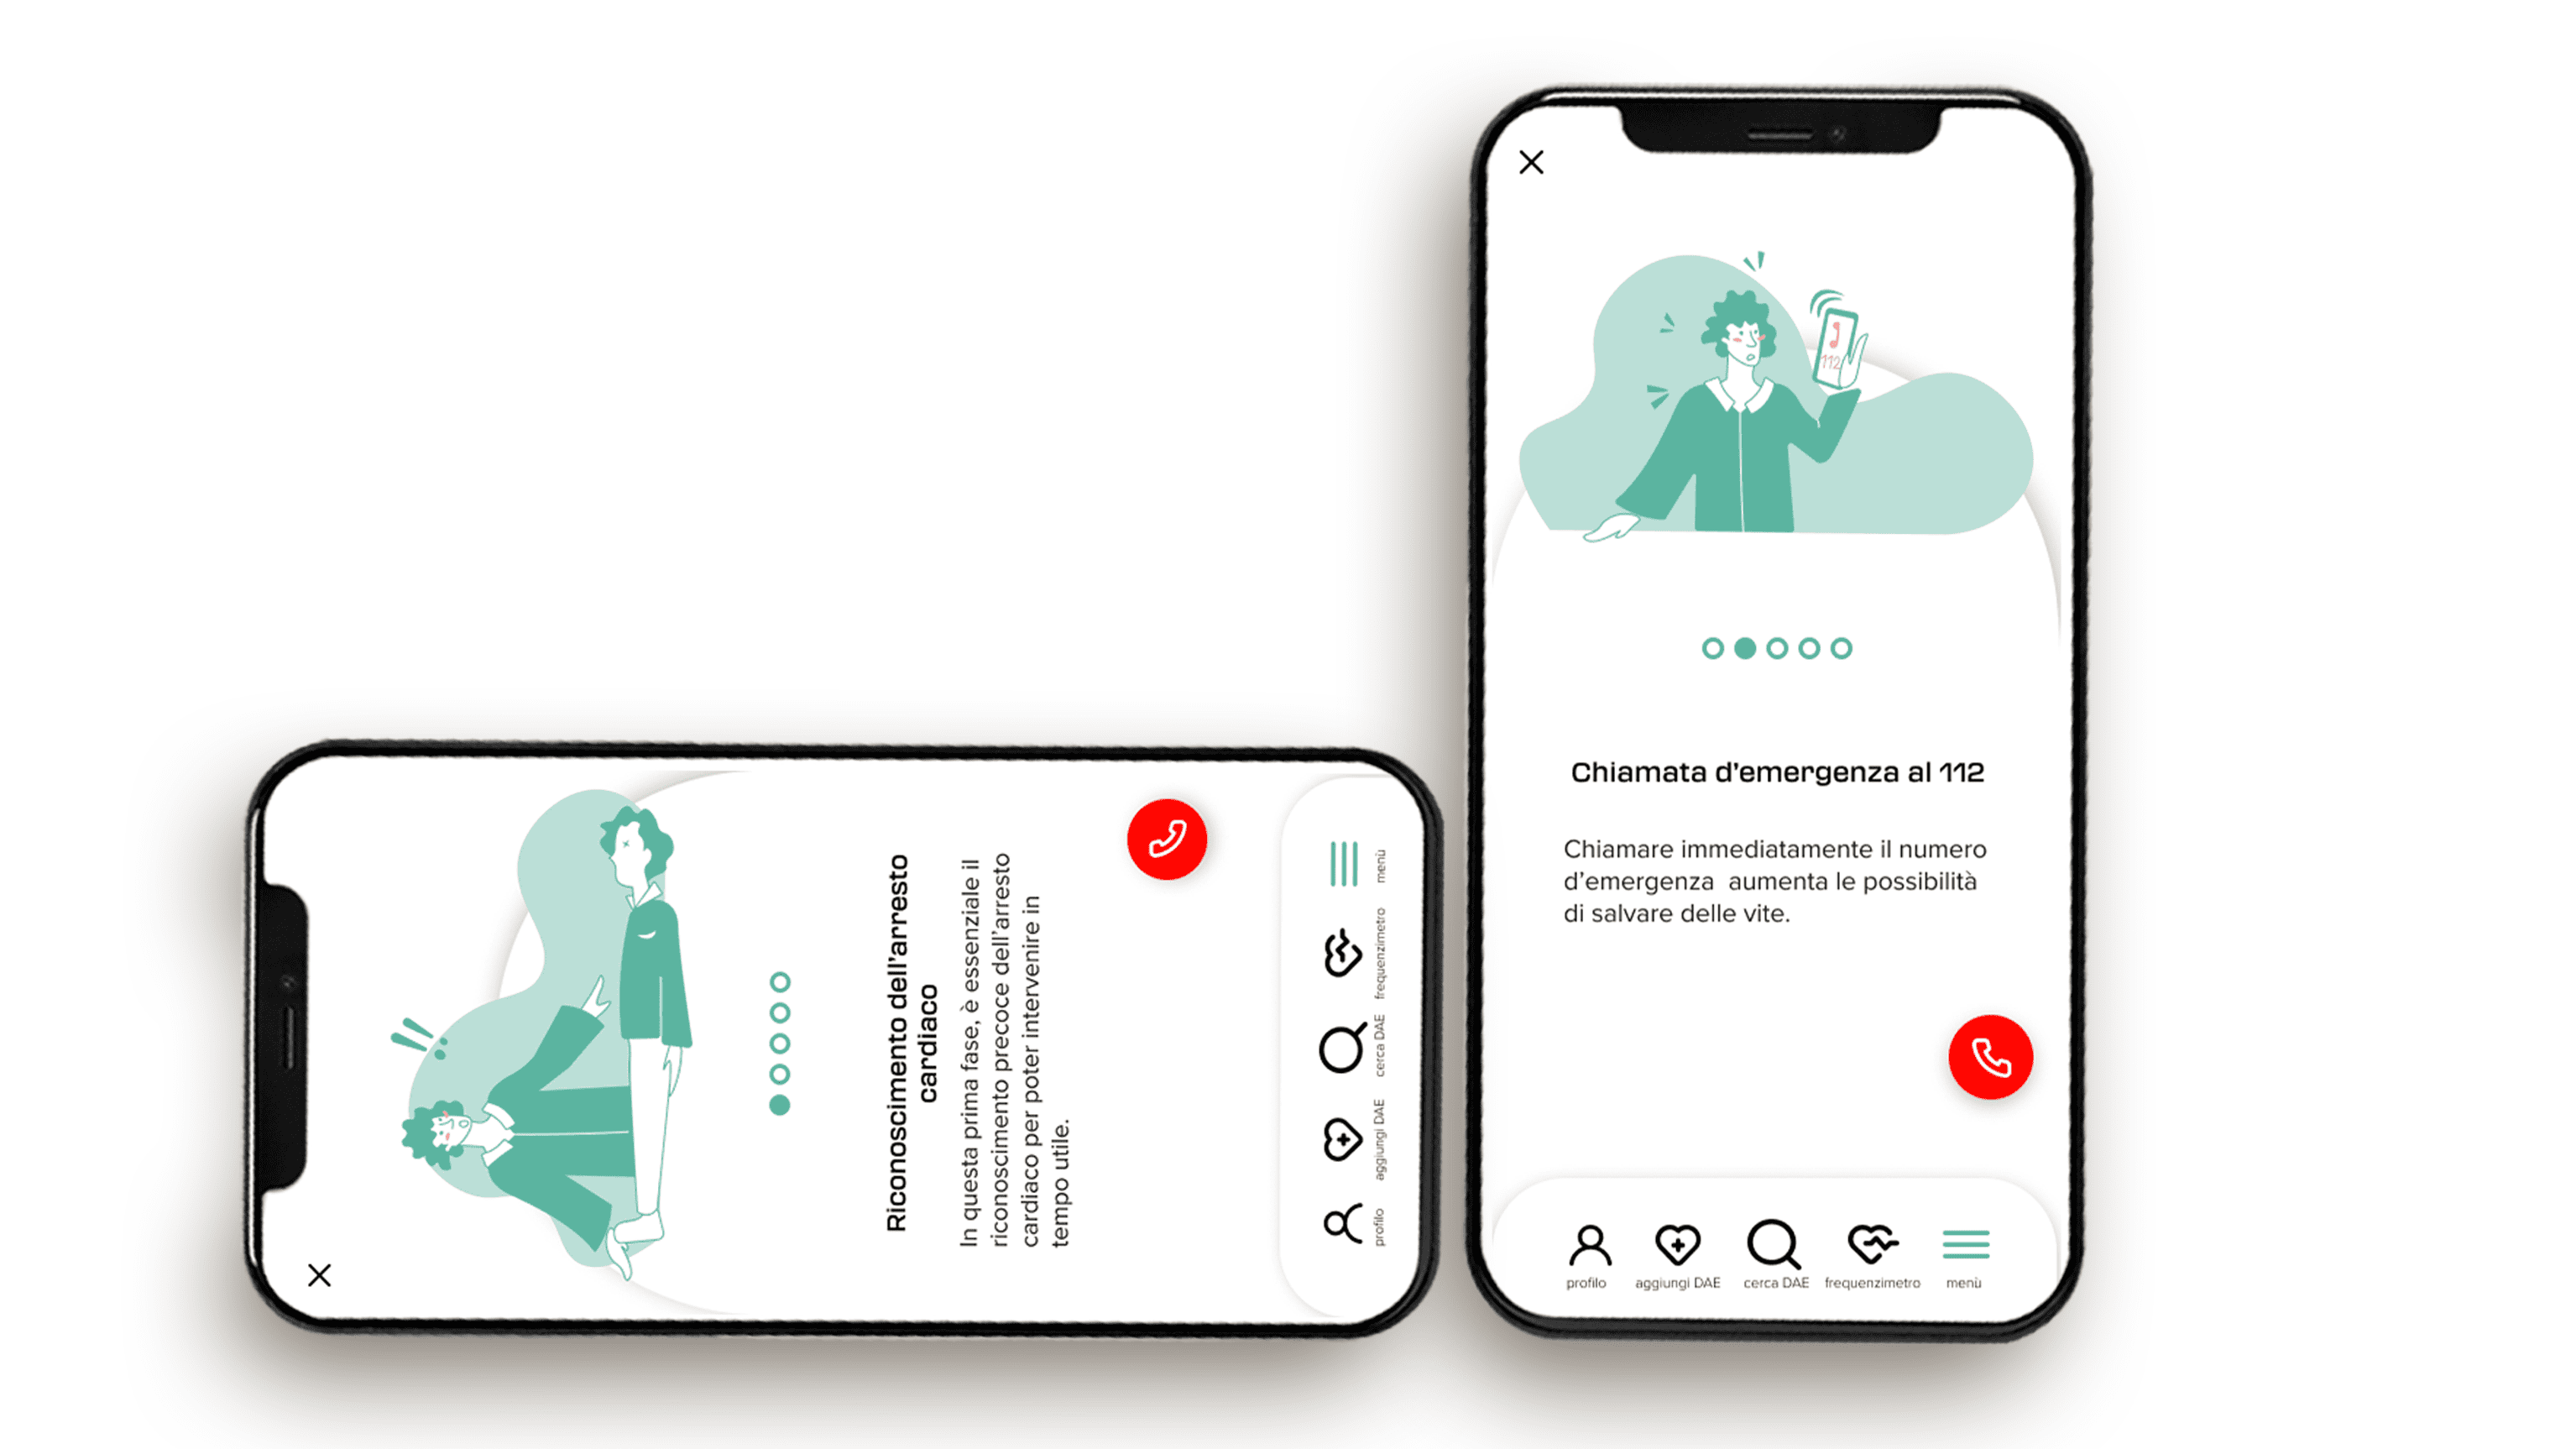 Riconoscimento dell'arresto
cardiaco
In questa prima fase, è essenziale il
riconoscimento precoce dell'arresto
cardiaco per poter intervenire in
tempo utile.
profilo
aggiungi DAE
cerca DAE
frequenzimetro
menù
112
Chiamata d'emergenza al 112
Chiamare immediatamente il numero
d'emergenza  aumenta le possibilità
di salvare delle vite.
profilo
aggiungi DAE
cerca DAE
frequenzimetro
menù